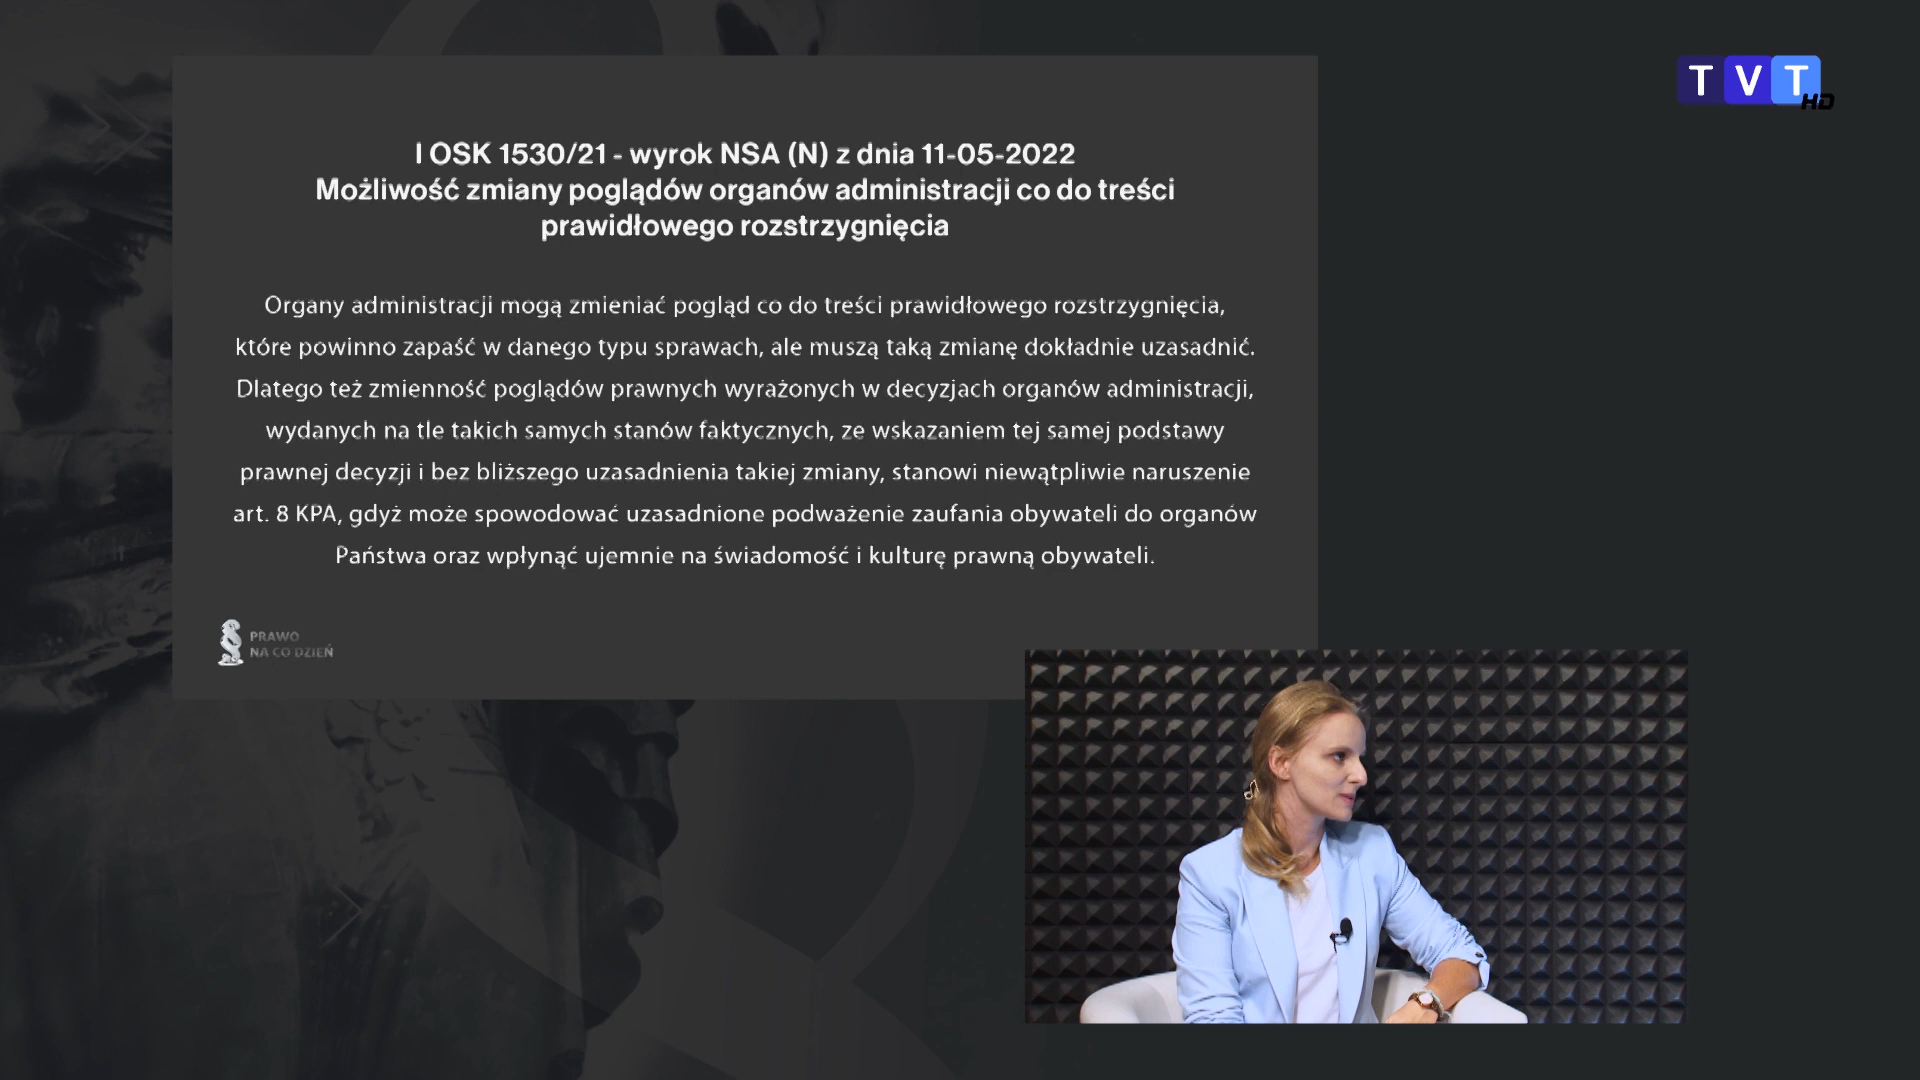 TVT HD
I OSK 1530/21 - wyrok NSA (N) z dnia 11-05-2022
Możliwość zmiany poglądów organów administracji co do treści
prawidłowego rozstrzygnięcia
Organy administracji mogą zmieniać pogląd co do treści prawidłowego rozstrzygnięcia,
które powinno zapaść w danego typu sprawach, ale muszą taką zmianę dokładnie uzasadnić.
Dlatego też zmienność poglądów prawnych wyrażonych w decyzjach organów administracji,
wydanych na tle takich samych stanów faktycznych, ze wskazaniem tej samej podstawy
prawnej decyzji i bez bliższego uzasadnienia takiej zmiany, stanowi niewątpliwie naruszenie
art. 8 KPA, gdyż może spowodować uzasadnione podważenie zaufania obywateli do organów
Państwa oraz wpłynąć ujemnie na świadomość i kulturę prawną obywateli.
PRAWO
NA CO DZIEŃ